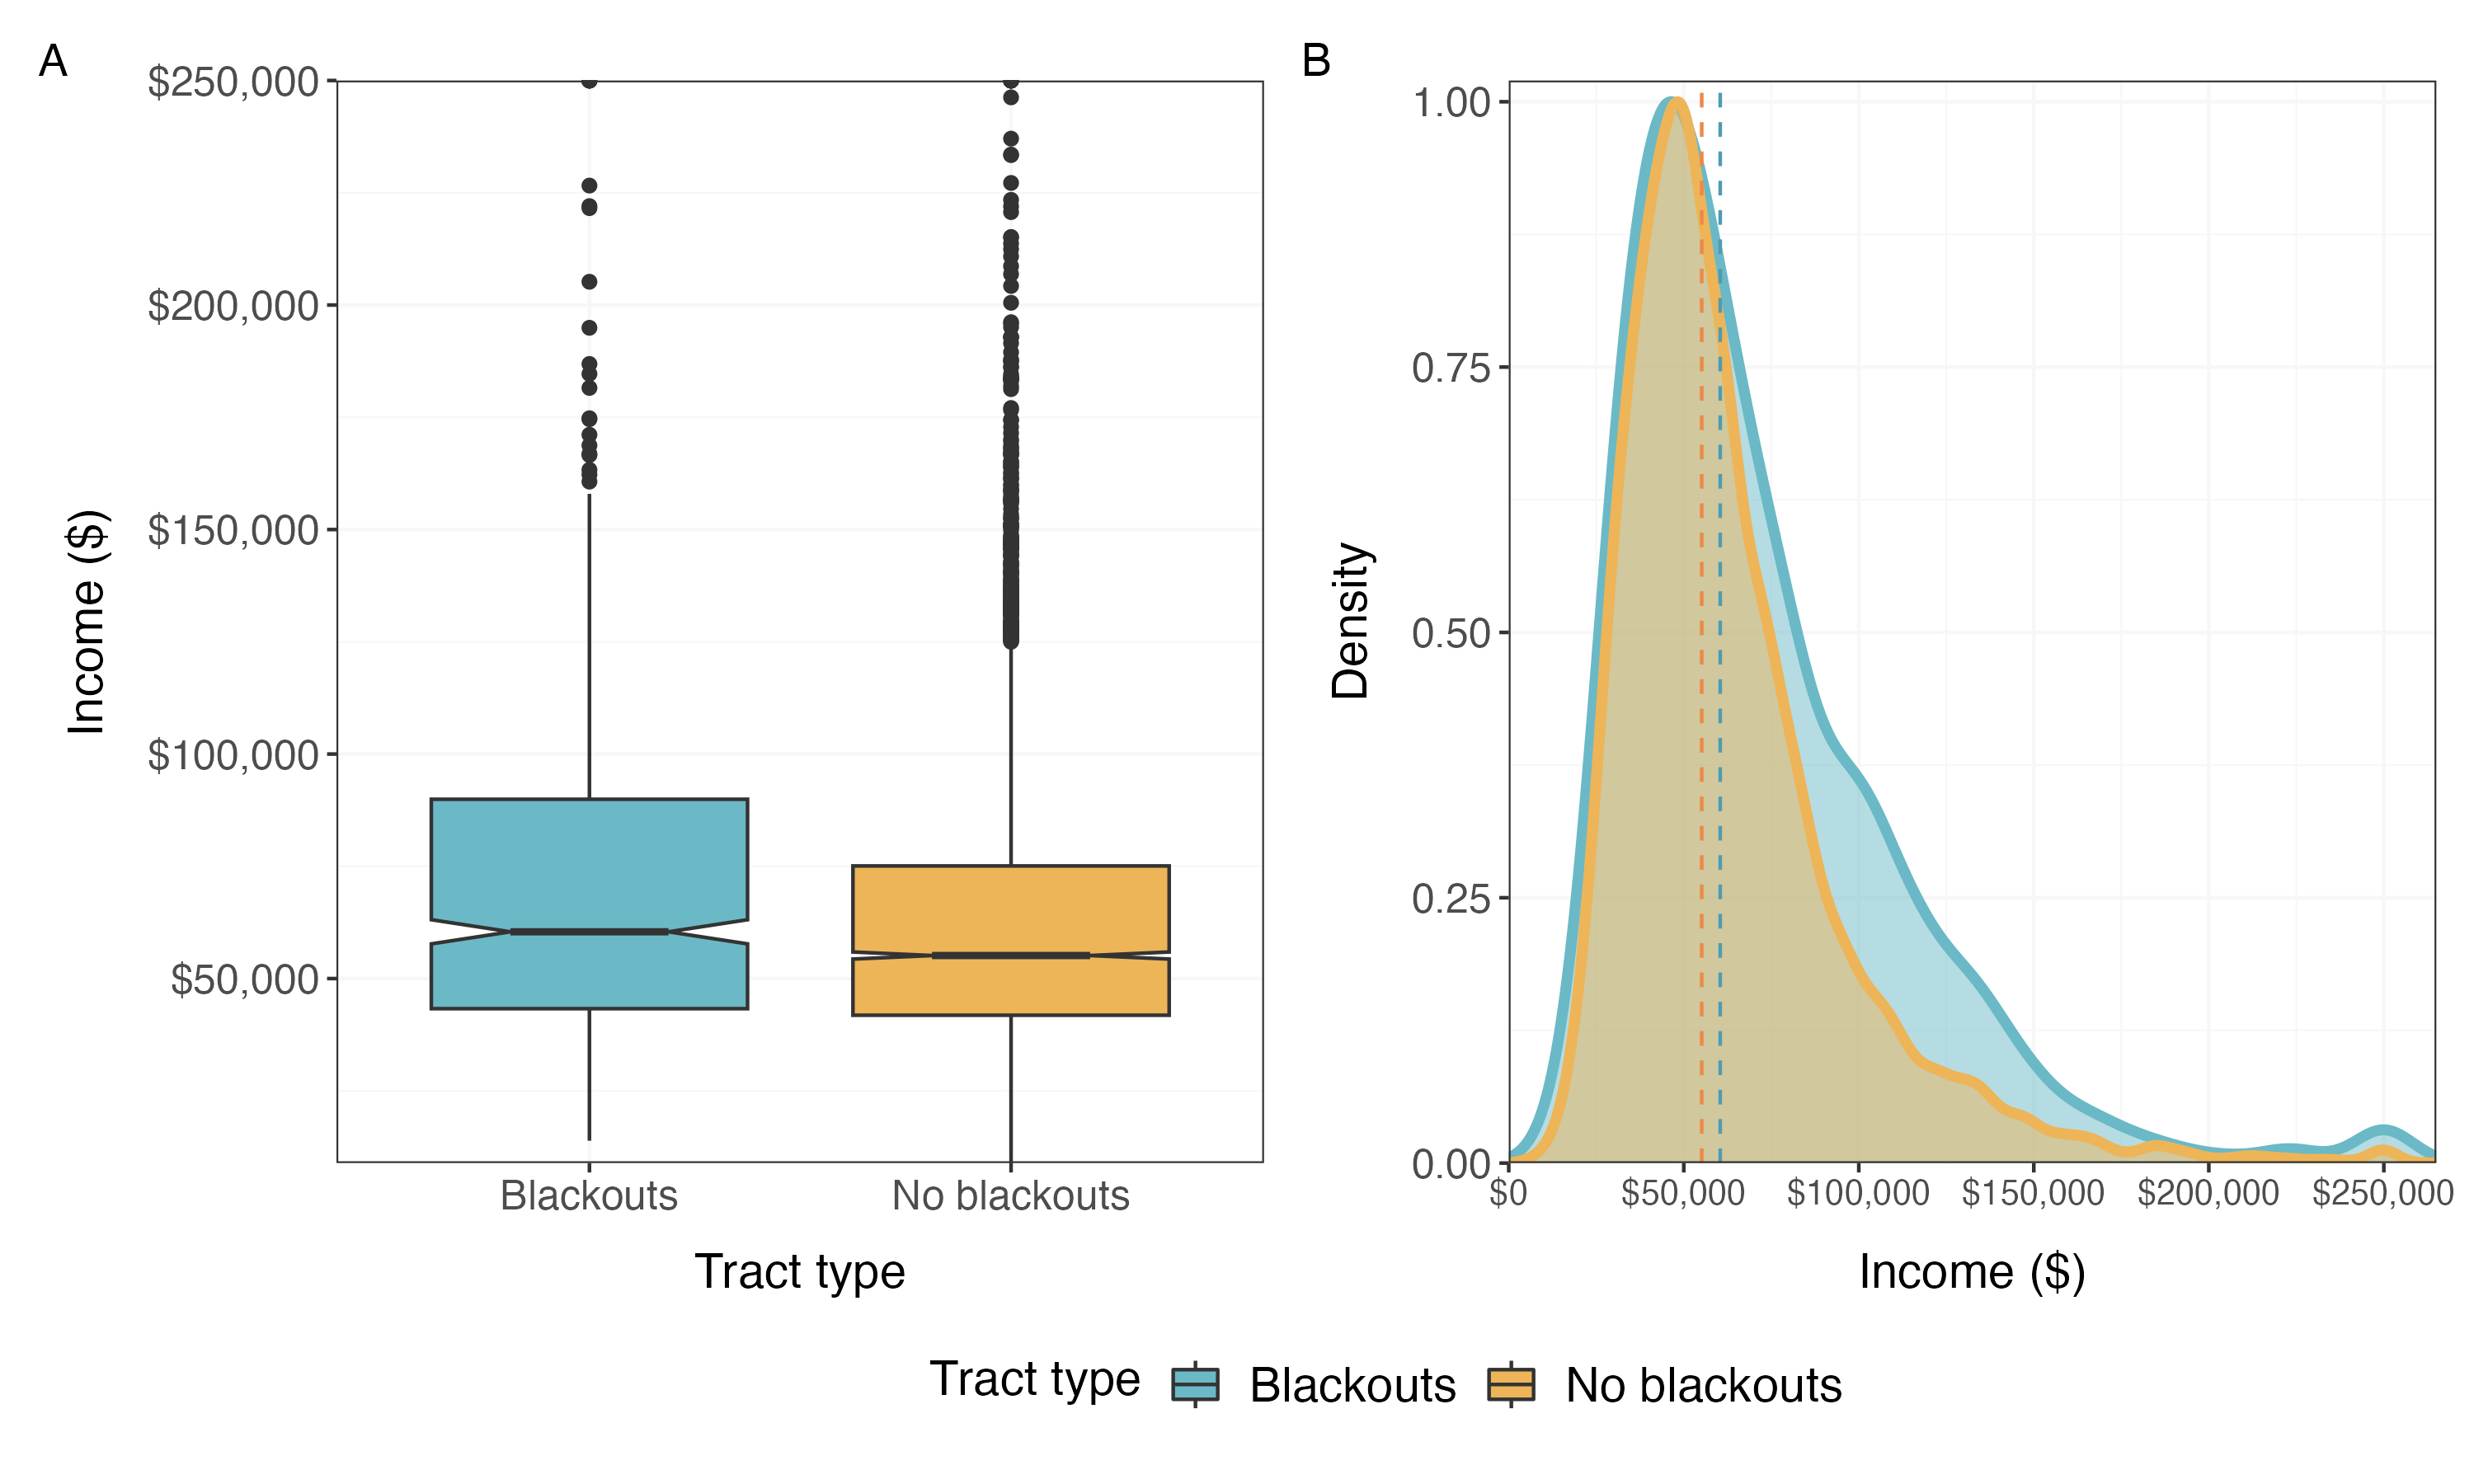 A
$250,000
$200,000
$150,000
$100,000
$50,000
Income ($)
Blackouts
No blackouts
Tract type
B
1.00
0.75
0.50
0.25
0.00
Density
$0
$50,000
$100,000
$150,000
$200,000
$250,000
Income ($)
Tract type
Blackouts
No blackouts